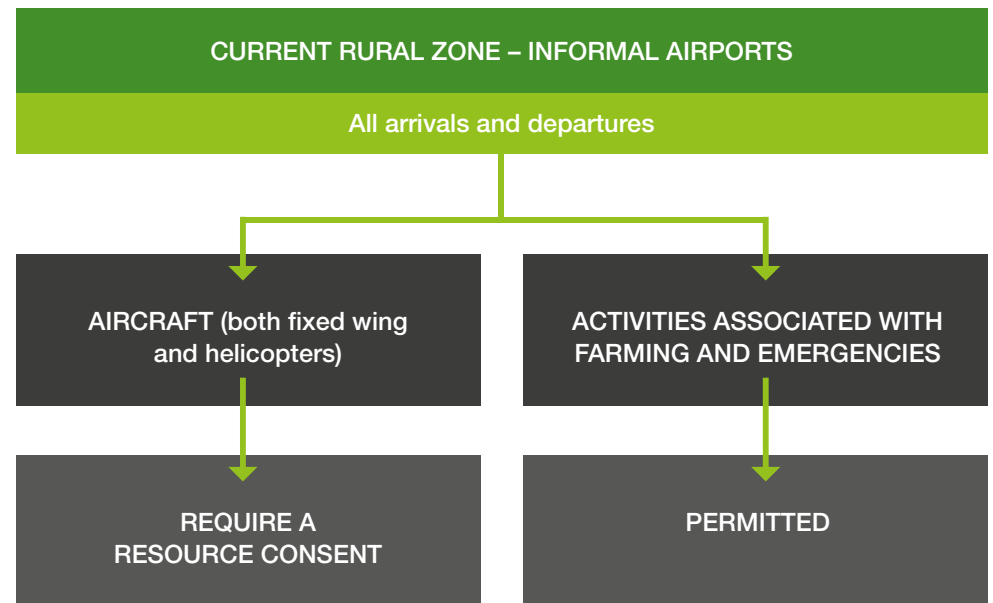 CURRENT RURAL ZONE – INFORMAL AIRPORTS
All arrivals and departures
AIRCRAFT (both fixed wing
and helicopters)
ACTIVITIES ASSOCIATED WITH
FARMING AND EMERGENCIES
REQUIRE A
RESOURCE CONSENT
PERMITTED